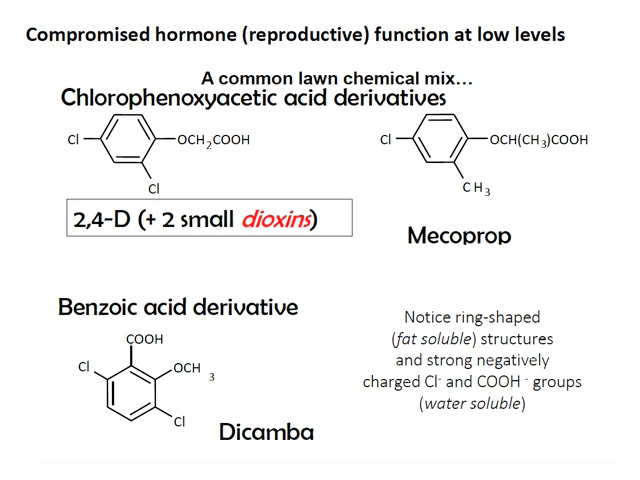 Compromised hormone (reproductive) function at low levels
A common lawn chemical mix…
Chlorophenoxyacetic acid derivatives
Cl
OCH2COOH
Cl
Cl
OCH(CH3)COOH
CH3
2,4-D (+ 2 small dioxins)
Mecoprop
Benzoic acid derivative
COOH
Cl
OCH3
Cl
Dicamba
Notice ring-shaped
(fat soluble) structures
and strong negatively
charged Cl- and COOH - groups
(water soluble)